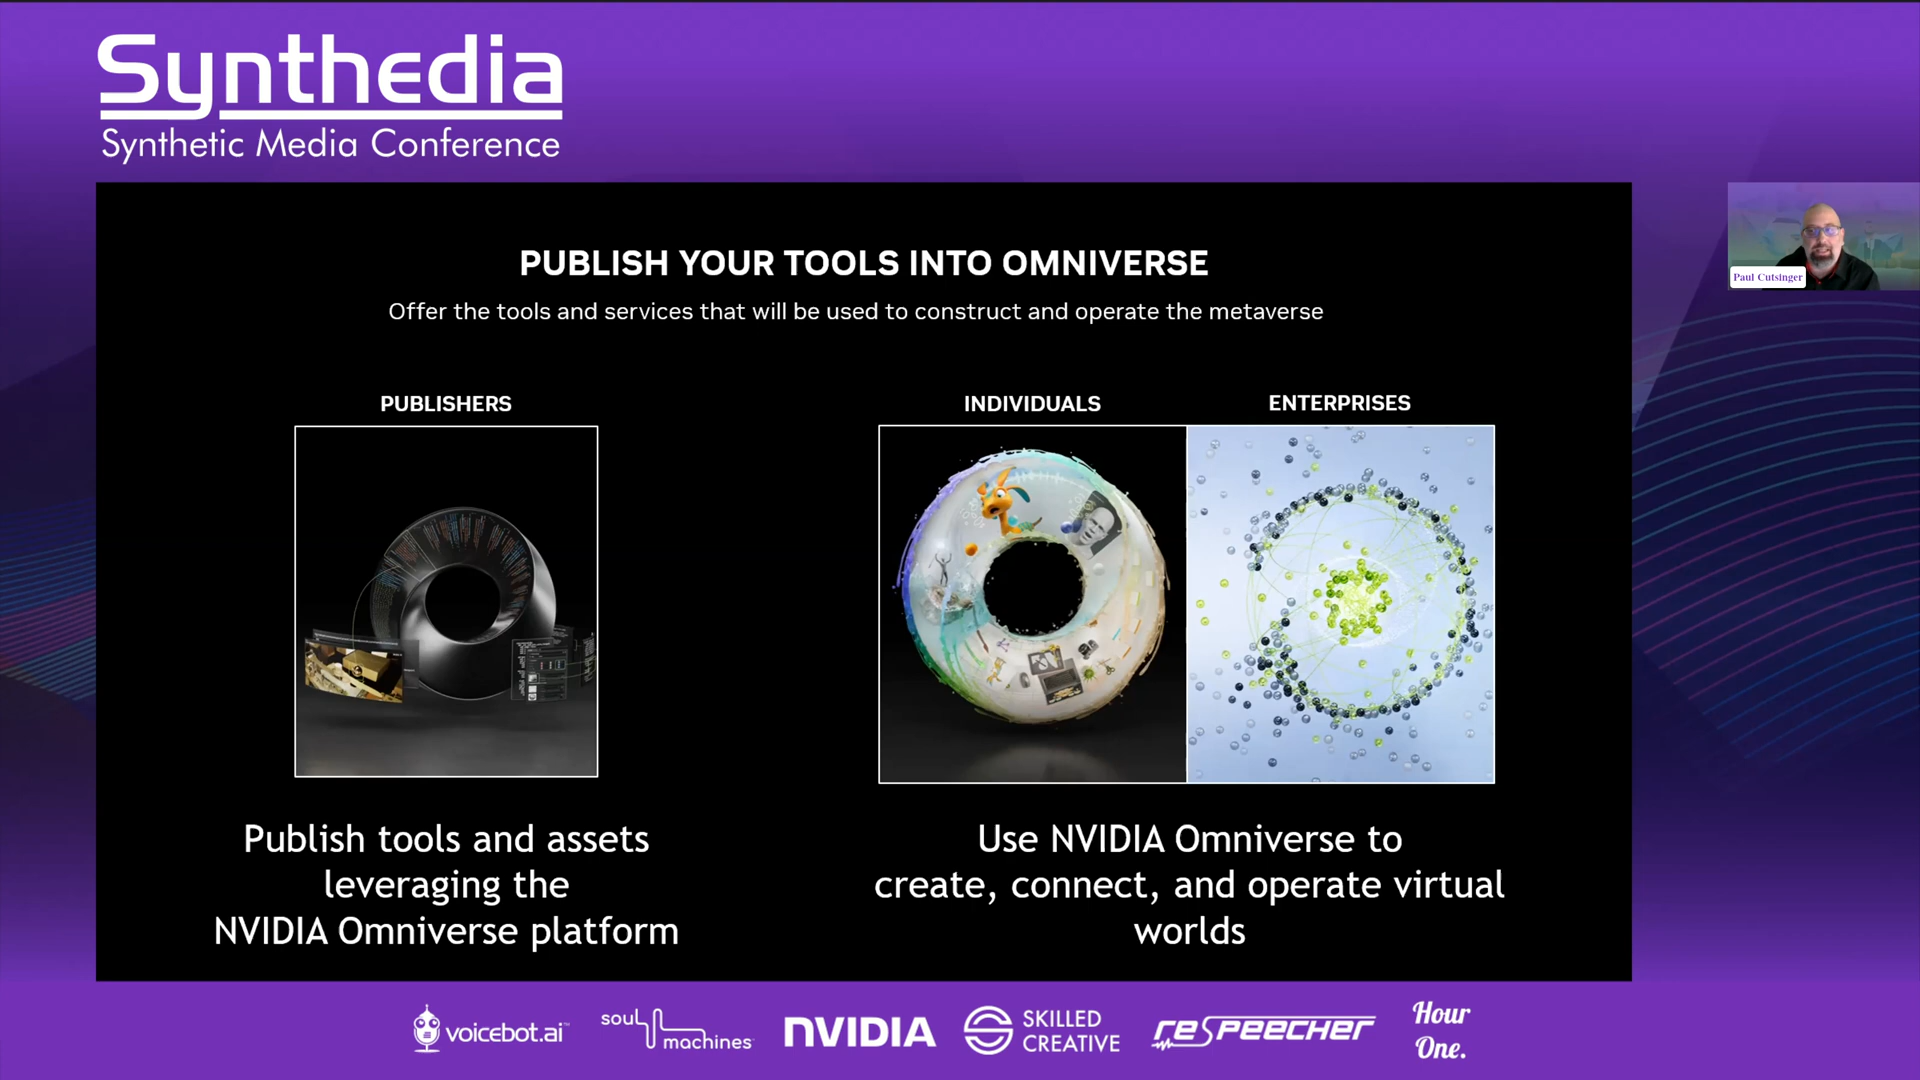 Synthedia
Synthetic Media Conference
PUBLISH YOUR TOOLS INTO OMNIVERSE
Offer the tools and services that will be used to construct and operate the metaverse
Paul Cutsinger
PUBLISHERS
INDIVIDUALS
ENTERPRISES
Publish tools and assets
leveraging the
NVIDIA Omniverse platform
Use NVIDIA Omniverse to
create, connect, and operate virtual
worlds
voicebot.ai
soul
machines
NVIDIA
SKILLED
CREATIVE
RESPEECHER
Hour
One.